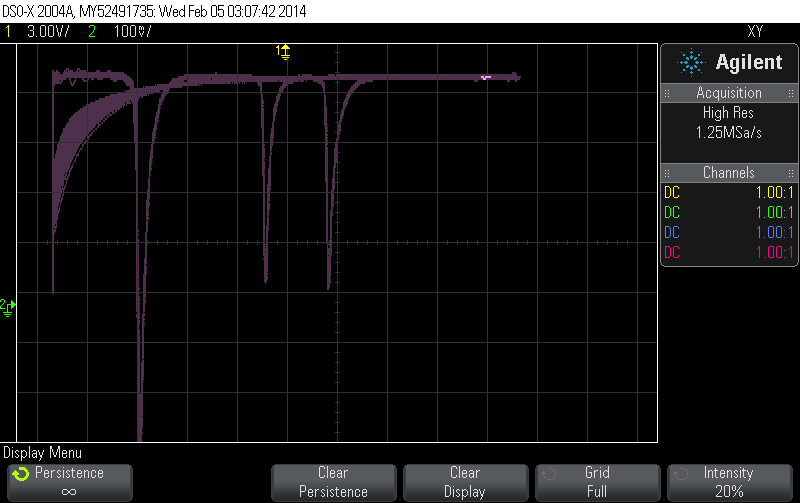 DSO-X 2004A, MY52491735: Wed Feb 05 03:07:42 2014
1 3.00V/ 2 100mV/ XY
1
Agilent
Acquisition
High Res
1.25MSa/s
Channels
DC 1.00:1
DC 1.00:1
DC 1.00:1
DC 1.00:1
2
Display Menu
Persistence
∞
Clear
Persistence
Clear
Display
Grid
Full
Intensity
20%